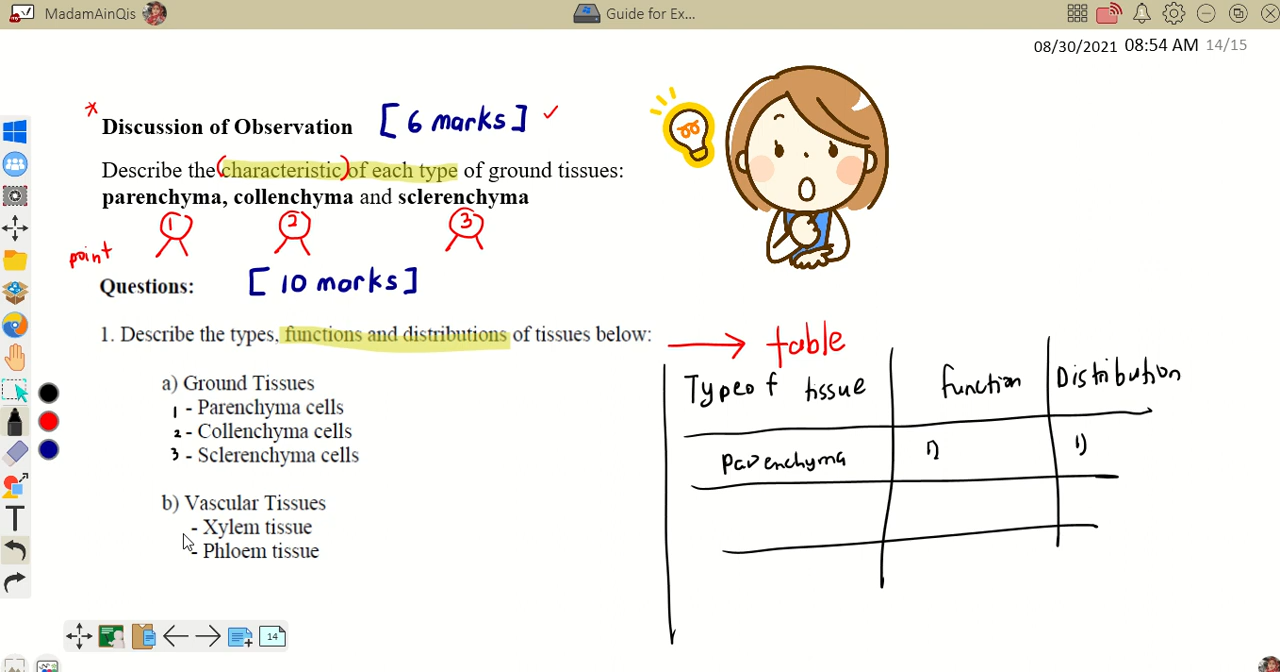 MadamAinQis
Guide for Ex...
08/30/2021 08:54 AM 14/15
* Discussion of Observation [6 marks] ✓
Describe the (characteristic) of each type of ground tissues:
parenchyma, collenchyma and sclerenchyma
1 2 3
point
Questions: [10 marks]
1. Describe the types, functions and distributions of tissues below: → table
Type of tissue function Distribution
a) Ground Tissues
1 - Parenchyma cells
2 - Collenchyma cells
3 - Sclerenchyma cells
Parenchyma 1) 1)
b) Vascular Tissues
- Xylem tissue
- Phloem tissue
T
14